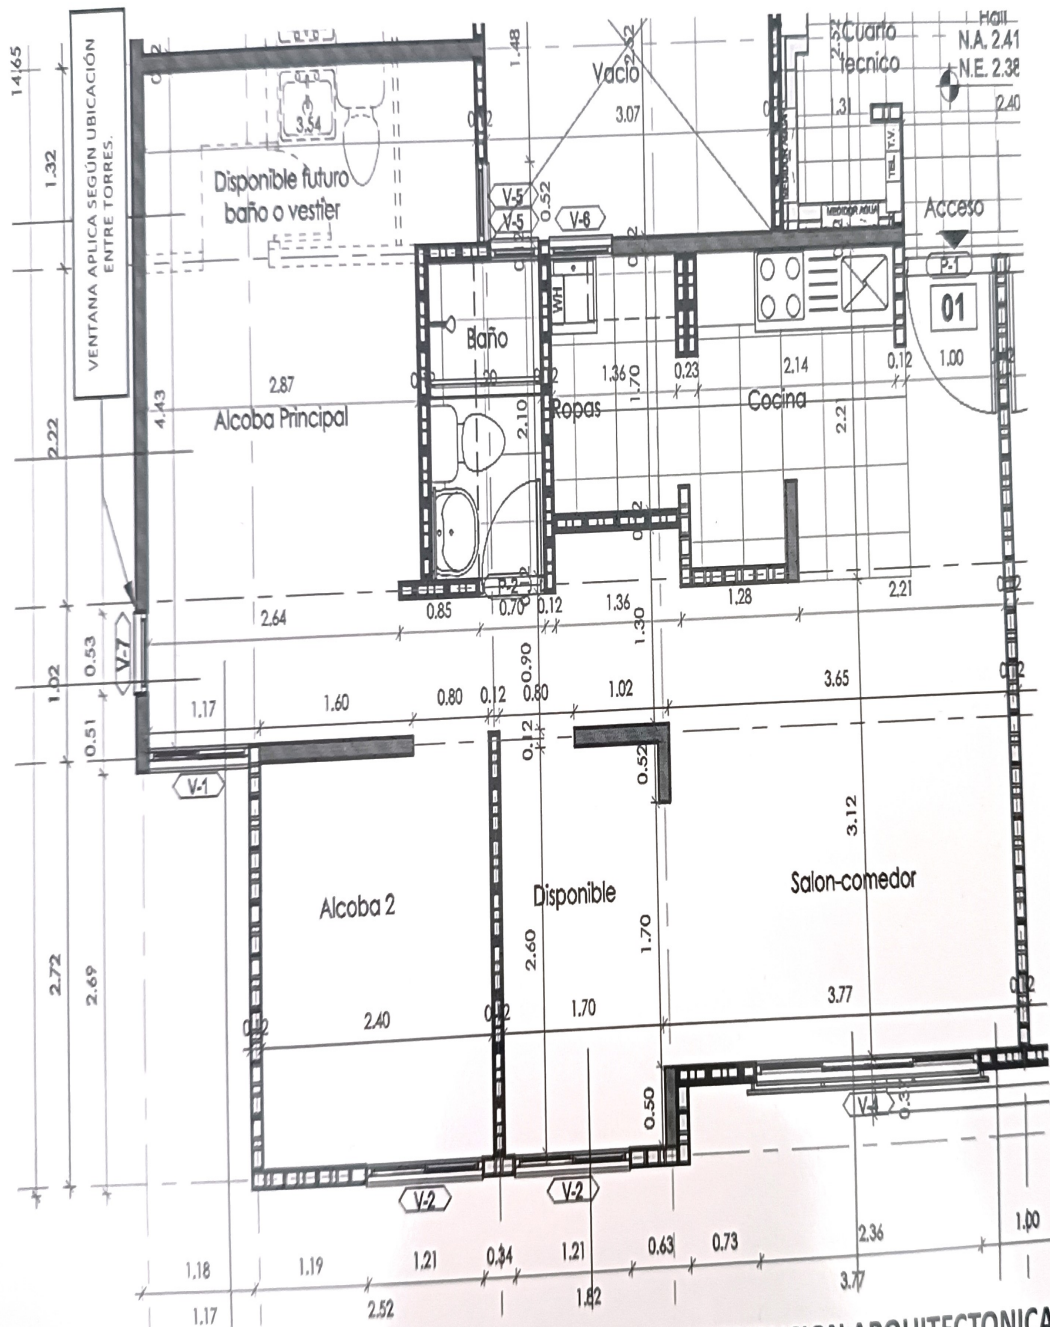 14.65
VENTANA APLICA SEGÚN UBICACIÓN
ENTRE TORRES.
1.48
Vacio
3.07
Cuarto
tecnico
Hall
N.A. 2.41
N.E. 2.38
2.40
TEL. T.V.
MEDIDOR AGUA
3.54
1.32
Disponible futuro
baño o vestier
V-5
V-5
0.52
V-6
Acceso
P-1
01
WH
Baño
2.87
Alcoba Principal
4.43
2.22
2.10
1.36
1.70
0.23
2.14
0.12
1.00
Ropas
Cocina
2.21
P-2
2.64
0.85
0.70
0.12
1.36
1.30
1.28
2.21
V-7
0.53
1.02
0.51
1.17
1.60
0.80
0.12
0.80
0.90
1.02
3.65
0.12
0.52
V-1
3.12
Alcoba 2
Disponible
Salon-comedor
2.72
2.69
2.60
1.70
2.40
1.70
3.77
0.50
V-4
V-2
V-2
1.18
1.19
1.21
0.34
1.21
0.63
0.73
2.36
1.00
1.17
2.52
1.82
3.77
ARQUITECTONICA